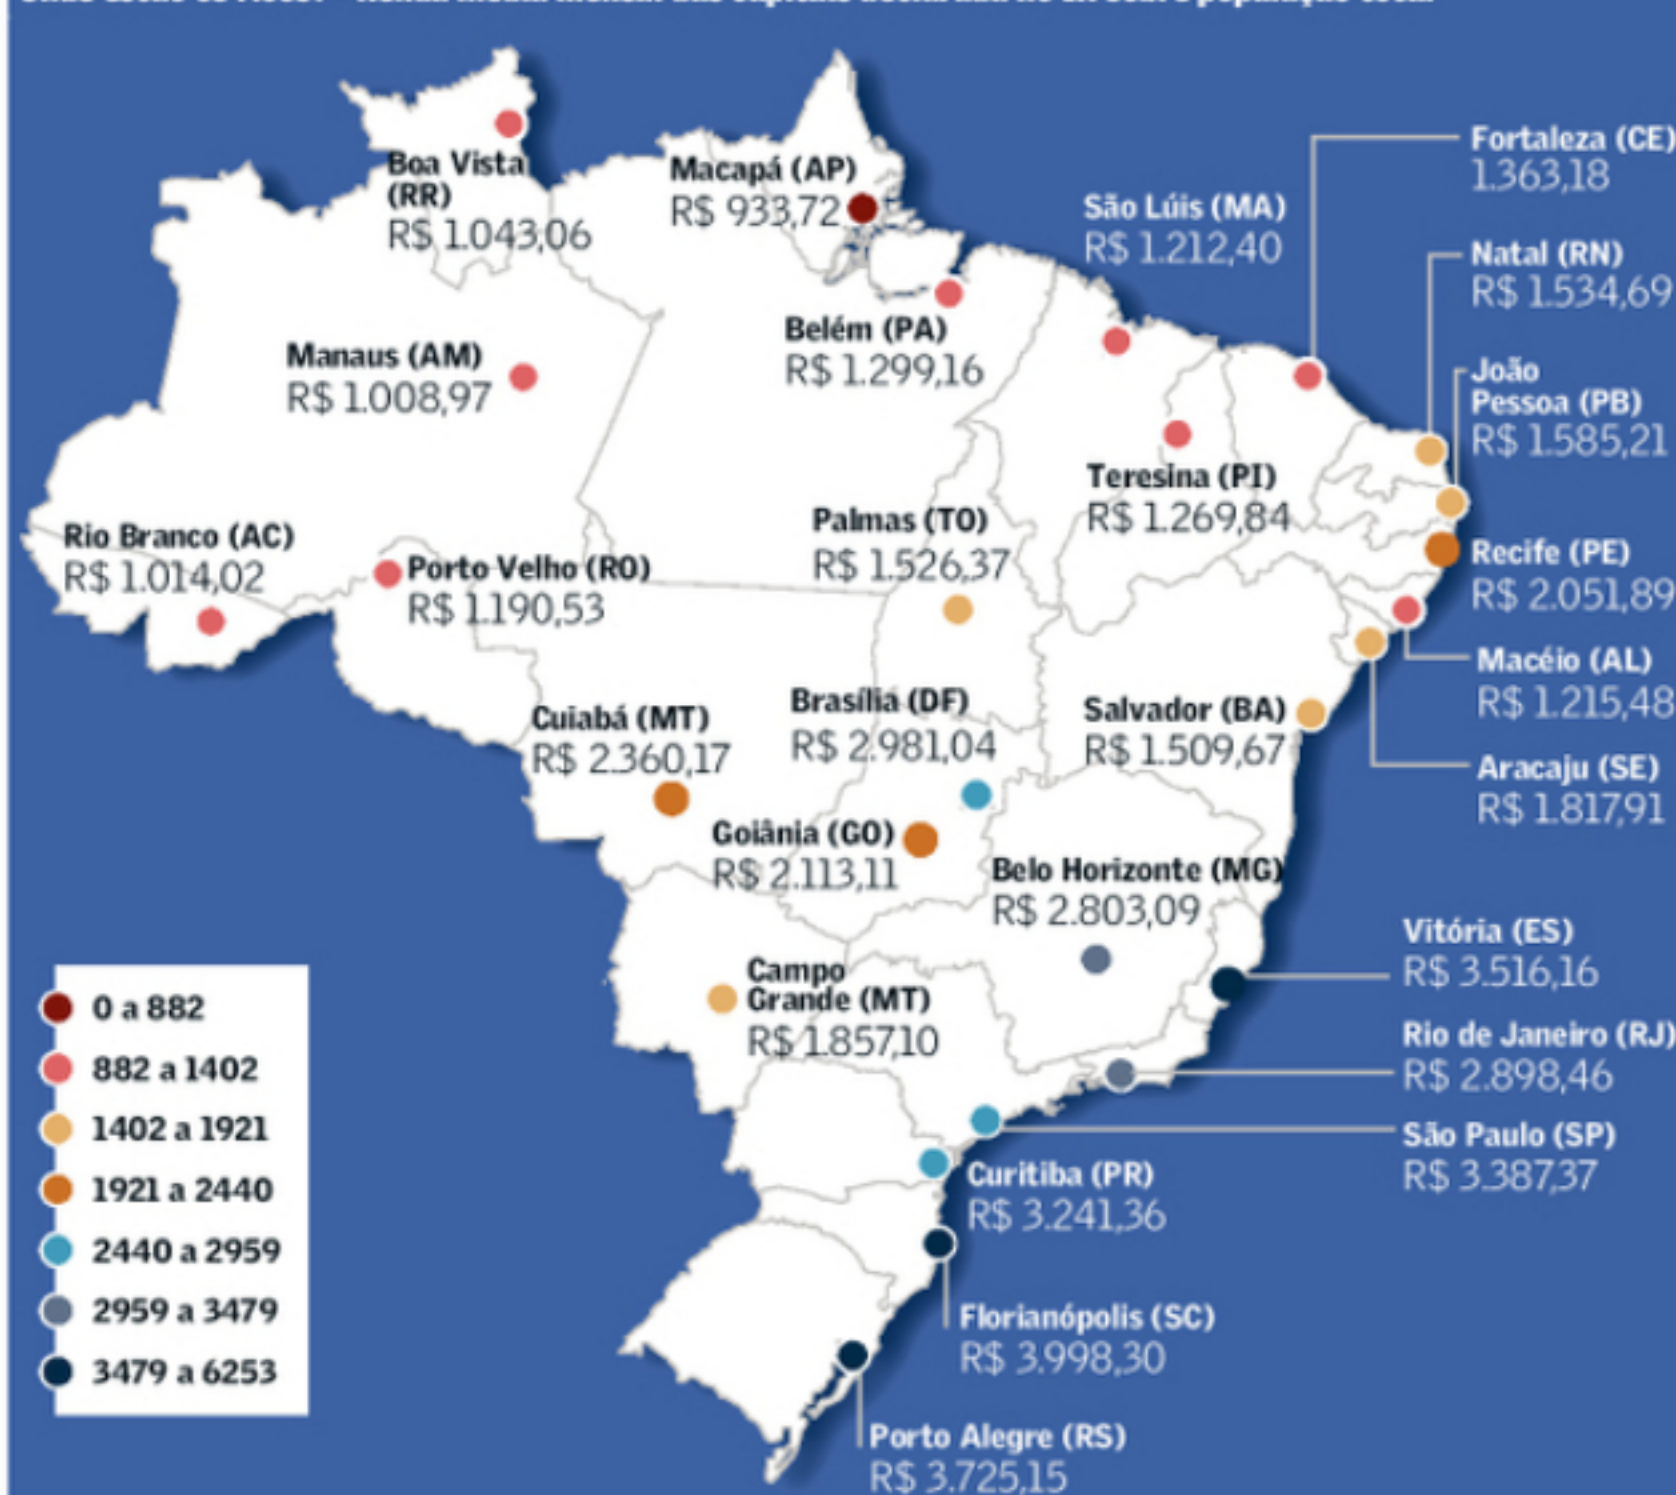 Boa Vista
(RR)
R$ 1.043,06
Macapá (AP)
R$ 933,72
São Lúis (MA)
R$ 1.212,40
Fortaleza (CE)
1.363,18
Natal (RN)
R$ 1.534,69
João
Pessoa (PB)
R$ 1.585,21
Manaus (AM)
R$ 1.008,97
Belém (PA)
R$ 1.299,16
Teresina (PI)
R$ 1.269,84
Rio Branco (AC)
R$ 1.014,02
Porto Velho (RO)
R$ 1.190,53
Palmas (TO)
R$ 1.526,37
Recife (PE)
R$ 2.051,89
Macéio (AL)
R$ 1.215,48
Aracaju (SE)
R$ 1.817,91
Cuiabá (MT)
R$ 2.360,17
Brasília (DF)
R$ 2.981,04
Salvador (BA)
R$ 1.509,67
Goiânia (GO)
R$ 2.113,11
Belo Horizonte (MG)
R$ 2.803,09
Campo
Grande (MT)
R$ 1.857,10
Vitória (ES)
R$ 3.516,16
Rio de Janeiro (RJ)
R$ 2.898,46
São Paulo (SP)
R$ 3.387,37
Curitiba (PR)
R$ 3.241,36
Florianópolis (SC)
R$ 3.998,30
Porto Alegre (RS)
R$ 3.725,15
0 a 882
882 a 1402
1402 a 1921
1921 a 2440
2440 a 2959
2959 a 3479
3479 a 6253